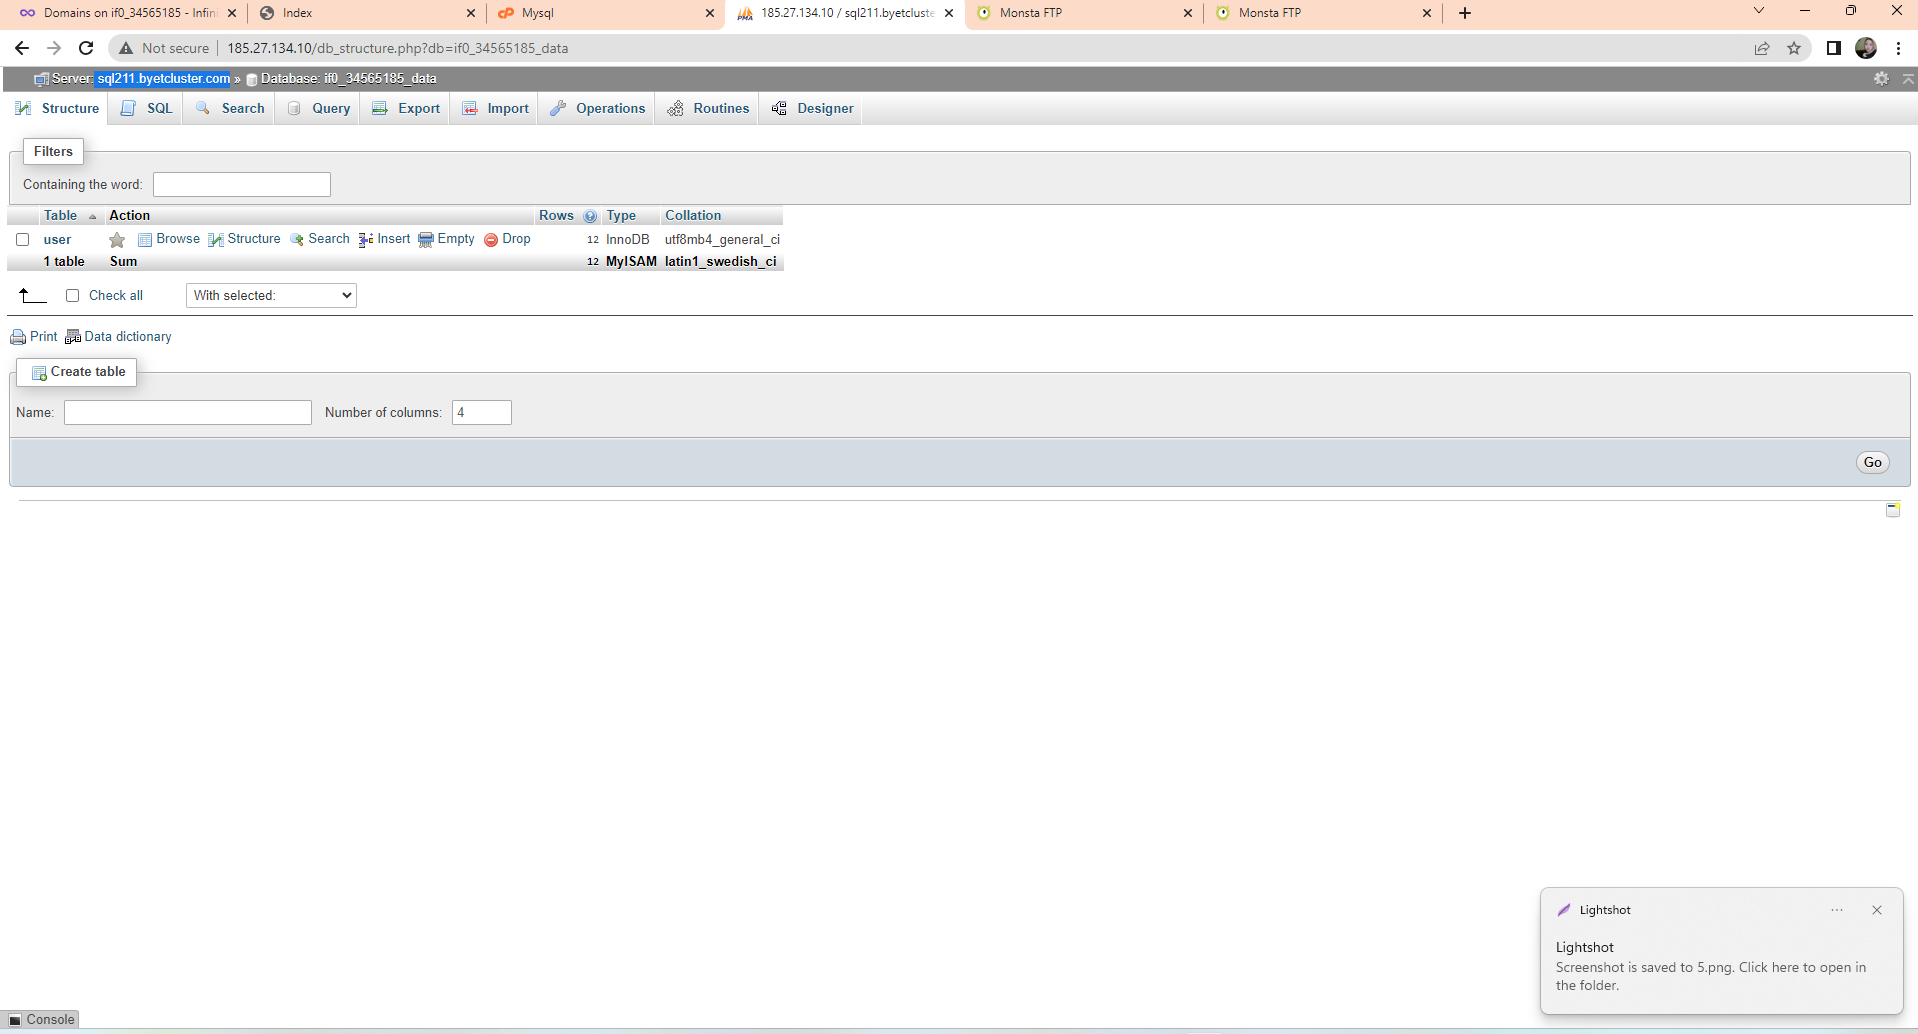 Domains on if0_34565185 - Infini
Index
Mysql
185.27.134.10 / sql211.byetcluste
Monsta FTP
Monsta FTP
Not secure
185.27.134.10/db_structure.php?db=if0_34565185_data
Server: sql211.byetcluster.com » Database: if0_34565185_data
Structure SQL Search Query Export Import Operations Routines Designer
Filters
Containing the word:
Table Action Rows Type Collation
user Browse Structure Search Insert Empty Drop 12 InnoDB utf8mb4_general_ci
1 table Sum 12 MyISAM latin1_swedish_ci
Check all With selected:
Print Data dictionary
Create table
Name: Number of columns: 4
Go
Lightshot
Lightshot
Screenshot is saved to 5.png. Click here to open in
the folder.
Console